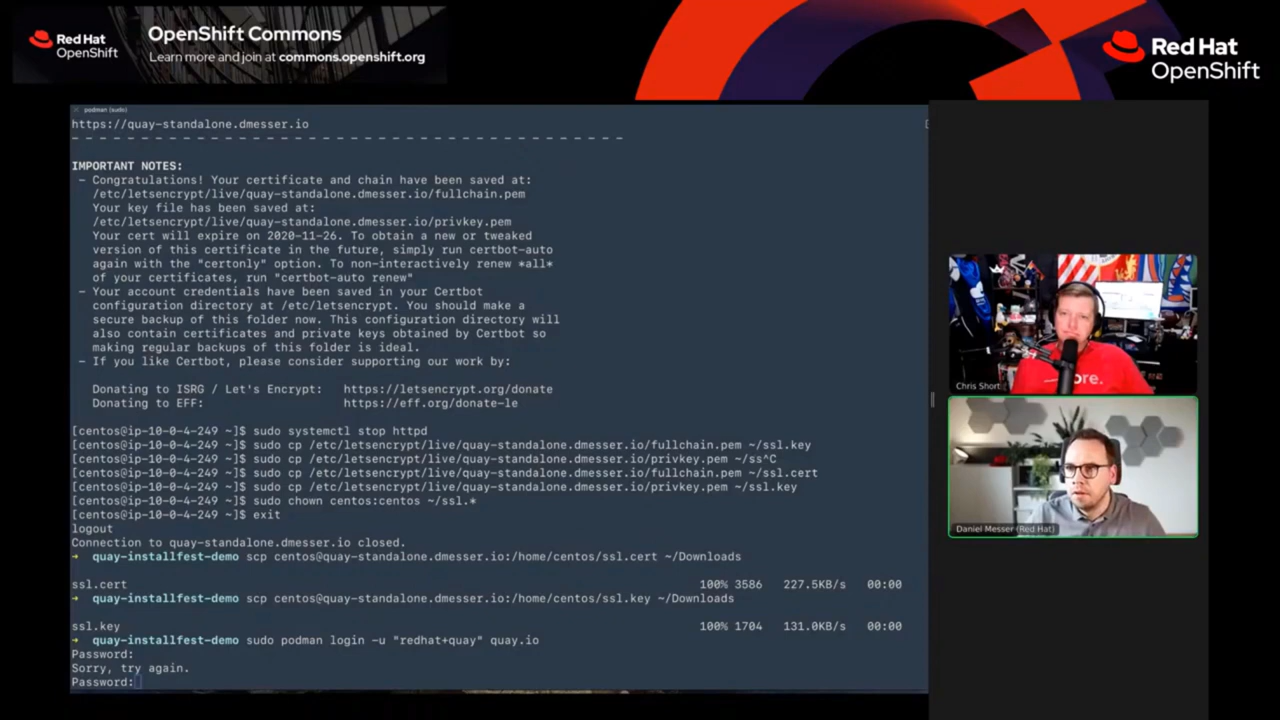 Red Hat
OpenShift
OpenShift Commons
Learn more and join at commons.openshift.org
Red Hat
OpenShift
podman (sudo)
https://quay-standalone.dmesser.io
- - - - - - - - - - - - - - - - - - - - - - - - - - - - - - - - - - - - - - - -
IMPORTANT NOTES:
- Congratulations! Your certificate and chain have been saved at:
/etc/letsencrypt/live/quay-standalone.dmesser.io/fullchain.pem
Your key file has been saved at:
/etc/letsencrypt/live/quay-standalone.dmesser.io/privkey.pem
Your cert will expire on 2020-11-26. To obtain a new or tweaked
version of this certificate in the future, simply run certbot-auto
again with the "certonly" option. To non-interactively renew *all*
of your certificates, run "certbot-auto renew"
- Your account credentials have been saved in your Certbot
configuration directory at /etc/letsencrypt. You should make a
secure backup of this folder now. This configuration directory will
also contain certificates and private keys obtained by Certbot so
making regular backups of this folder is ideal.
- If you like Certbot, please consider supporting our work by:
Donating to ISRG / Let's Encrypt: https://letsencrypt.org/donate
Donating to EFF: https://eff.org/donate-le
[centos@ip-10-0-4-249 ~]$ sudo systemctl stop httpd
[centos@ip-10-0-4-249 ~]$ sudo cp /etc/letsencrypt/live/quay-standalone.dmesser.io/fullchain.pem ~/ssl.key
[centos@ip-10-0-4-249 ~]$ sudo cp /etc/letsencrypt/live/quay-standalone.dmesser.io/privkey.pem ~/ss^C
[centos@ip-10-0-4-249 ~]$ sudo cp /etc/letsencrypt/live/quay-standalone.dmesser.io/fullchain.pem ~/ssl.cert
[centos@ip-10-0-4-249 ~]$ sudo cp /etc/letsencrypt/live/quay-standalone.dmesser.io/privkey.pem ~/ssl.key
[centos@ip-10-0-4-249 ~]$ sudo chown centos:centos ~/ssl.*
[centos@ip-10-0-4-249 ~]$ exit
logout
Connection to quay-standalone.dmesser.io closed.
→ quay-installfest-demo scp centos@quay-standalone.dmesser.io:/home/centos/ssl.cert ~/Downloads
ssl.cert 100% 3586 227.5KB/s 00:00
→ quay-installfest-demo scp centos@quay-standalone.dmesser.io:/home/centos/ssl.key ~/Downloads
ssl.key 100% 1704 131.0KB/s 00:00
→ quay-installfest-demo sudo podman login -u "redhat+quay" quay.io
Password:
Sorry, try again.
Password:
ore.
Chris Short
Daniel Messer (Red Hat)